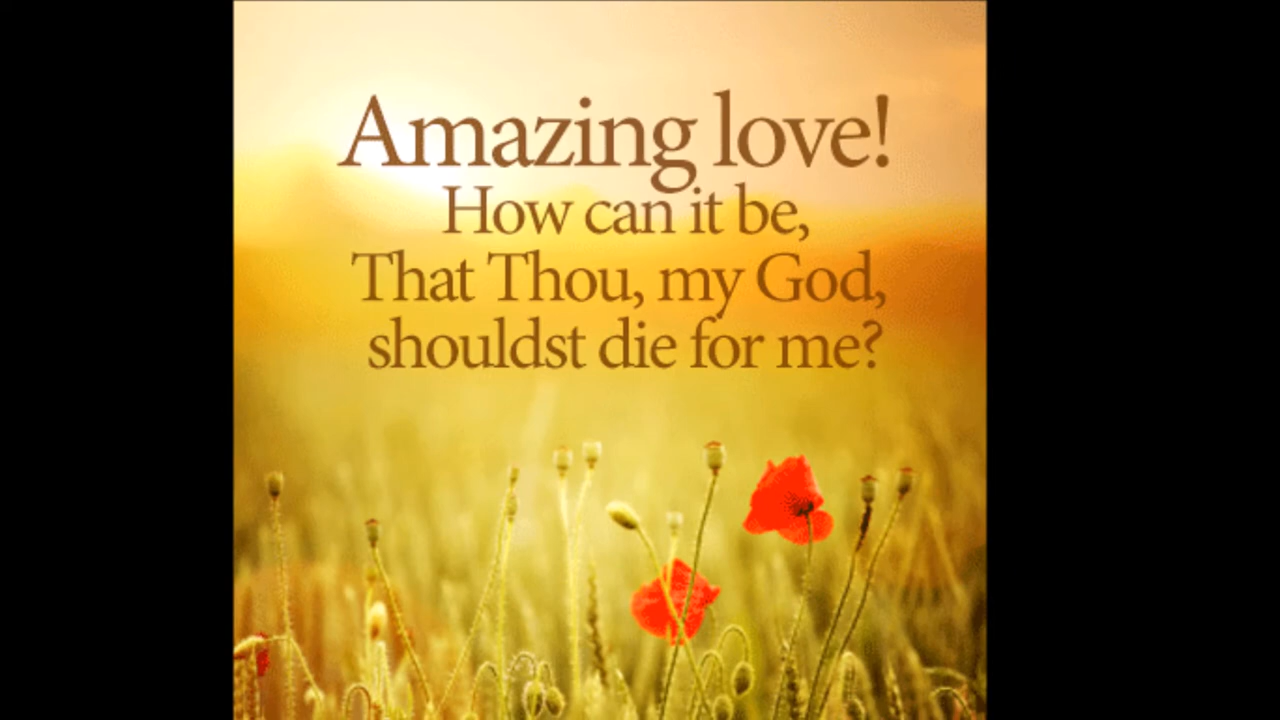 Amazing love!
How can it be,
That Thou, my God,
shouldst die for me?